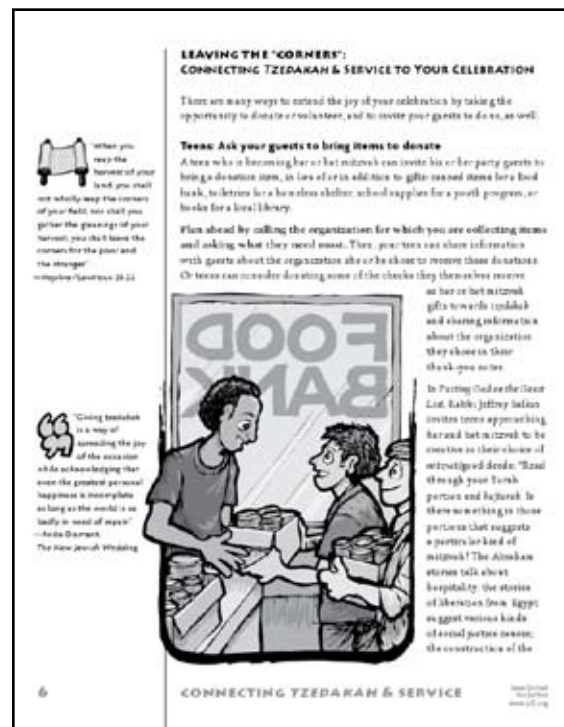 LEAVING THE "CORNERS":
CONNECTING TZEDAKAH & SERVICE TO YOUR CELEBRATION
There are many ways to extend the joy of your celebration by taking the
opportunity to donate or volunteer, and to invite your guests to do so, as well.
Teens: Ask your guests to bring items to donate
A teen who is becoming bar or bat mitzvah can invite his or her party guests to
bring a donation item, in lieu of or in addition to gifts: canned items for a food
bank, toiletries for a homeless shelter, school supplies for a youth program, or
books for a local library.
Plan ahead by calling the organization for which you are collecting items
and asking what they need most. Then, your teen can share information
with guests about the organization she or he chose to receive these donations.
Or teens can consider donating some of the checks they themselves receive
as bar or bat mitzvah
gifts towards tzedakah
and sharing information
about the organization
they chose in their
thank-you notes.
In Putting God on the Guest
List, Rabbi Jeffrey Salkin
invites teens approaching
bar and bat mitzvah to be
creative in their choice of
mitzvot/good deeds: "Read
through your Torah
portion and haftarah. Is
there something in those
portions that suggests
a particular kind of
mitzvah? The Abraham
stories talk about
hospitality; the stories
of liberation from Egypt
suggest various kinds
of social justice causes;
the construction of the
"When you
reap the
harvest of your
land, you shall
not wholly reap the corners
of your field, nor shall you
gather the gleanings of your
harvest; you shall leave the
corners for the poor and
the stranger"
—Vayikra/Leviticus
"Giving tzedakah
is a way of
spreading the joy
of the occasion
while acknowledging that
even the greatest personal
happiness is incomplete
so long as the world is so
badly in need of repair."
—Anita Diamant,
The New Jewish Wedding
FOOD
BANK
6
CONNECTING TZEDAKAH & SERVICE